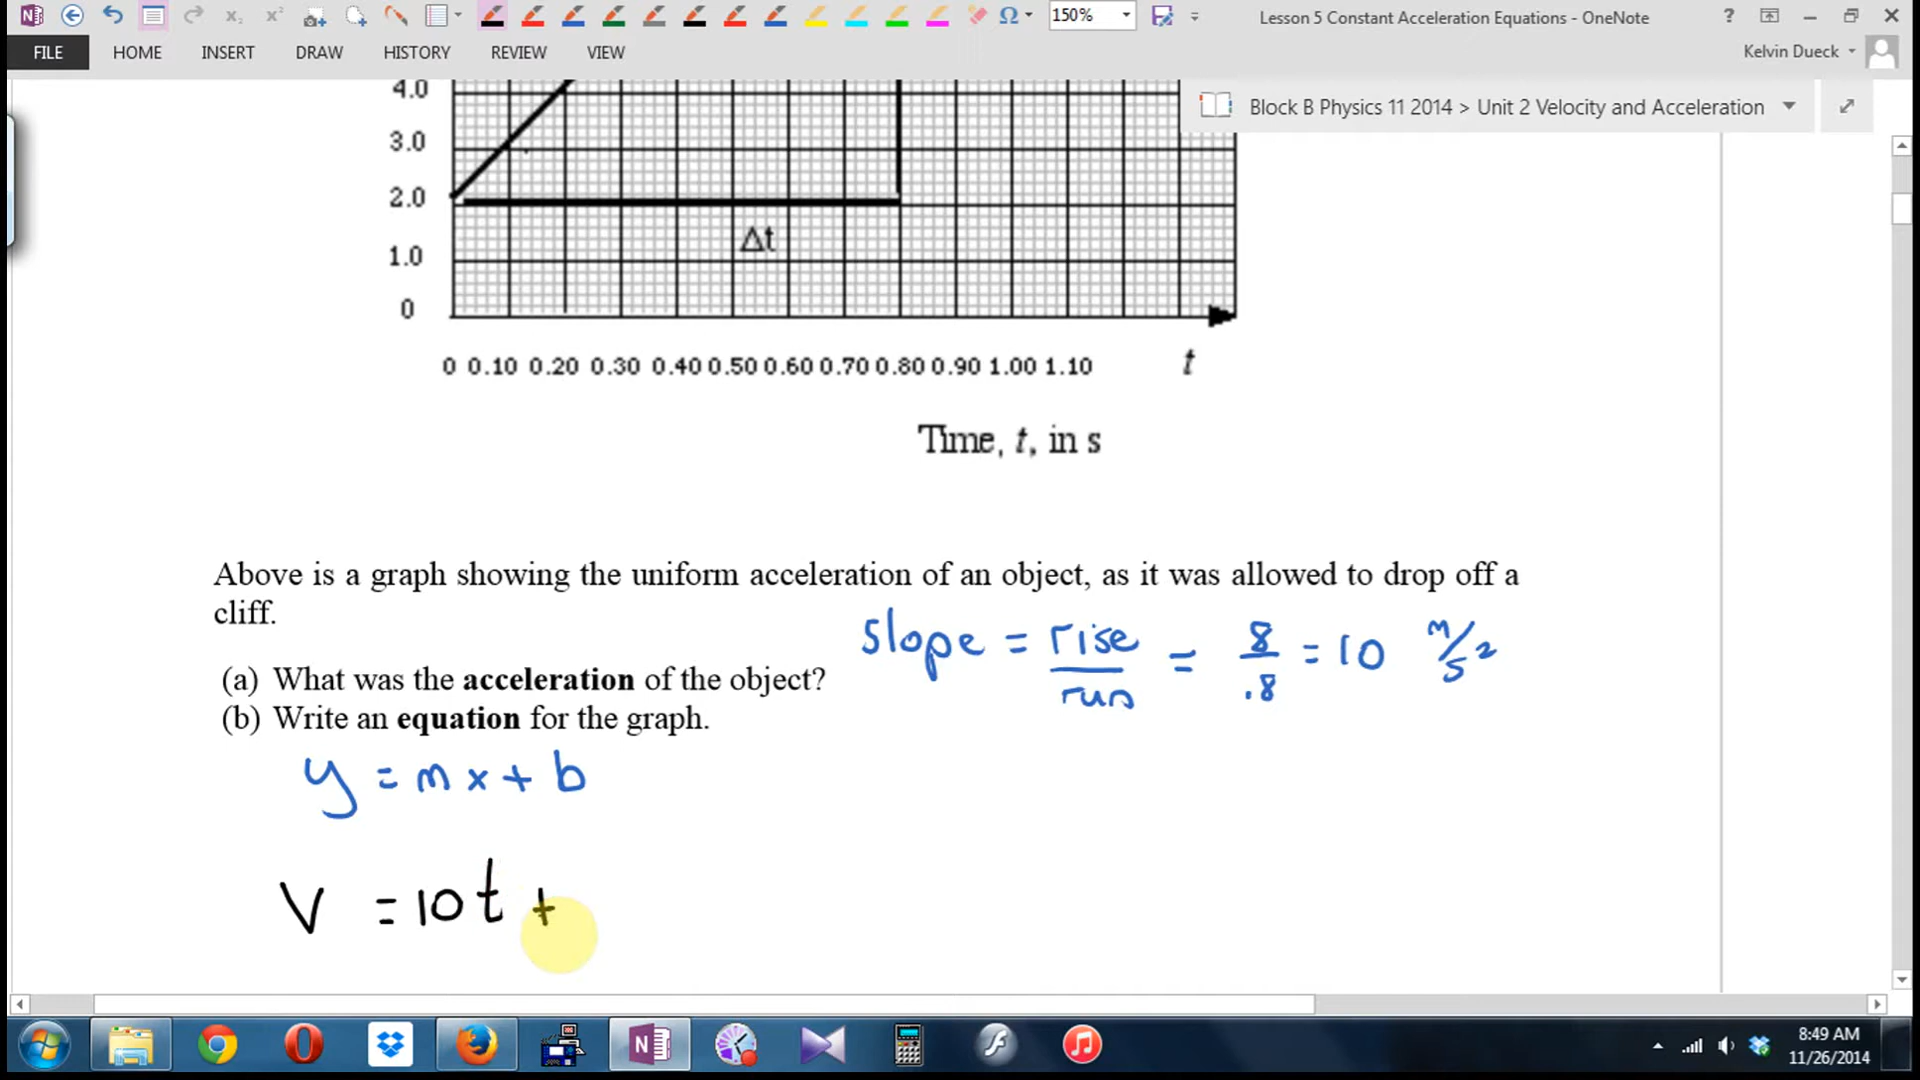 150%
Lesson 5 Constant Acceleration Equations - OneNote
FILE HOME INSERT DRAW HISTORY REVIEW VIEW
Kelvin Dueck
Block B Physics 11 2014 > Unit 2 Velocity and Acceleration
4.0
3.0
2.0
Δt
1.0
0
0 0.10 0.20 0.30 0.40 0.50 0.60 0.70 0.80 0.90 1.00 1.10 t
Time, t, in s
Above is a graph showing the uniform acceleration of an object, as it was allowed to drop off a
cliff.
slope = rise/run = 8/.8 = 10 m/s²
(a) What was the acceleration of the object?
(b) Write an equation for the graph.
y = mx + b
V = 10t +
8:49 AM
11/26/2014